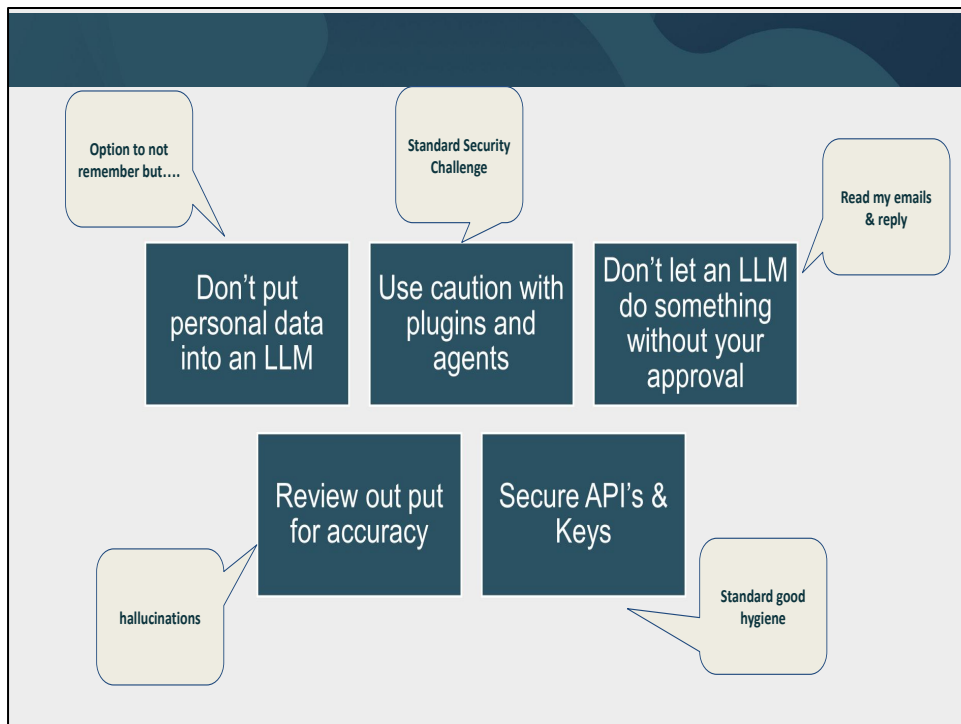 Option to not
remember but....
Standard Security
Challenge
Read my emails
& reply
Don't put
personal data
into an LLM
Use caution with
plugins and
agents
Don't let an LLM
do something
without your
approval
Review out put
for accuracy
Secure API's &
Keys
hallucinations
Standard good
hygiene